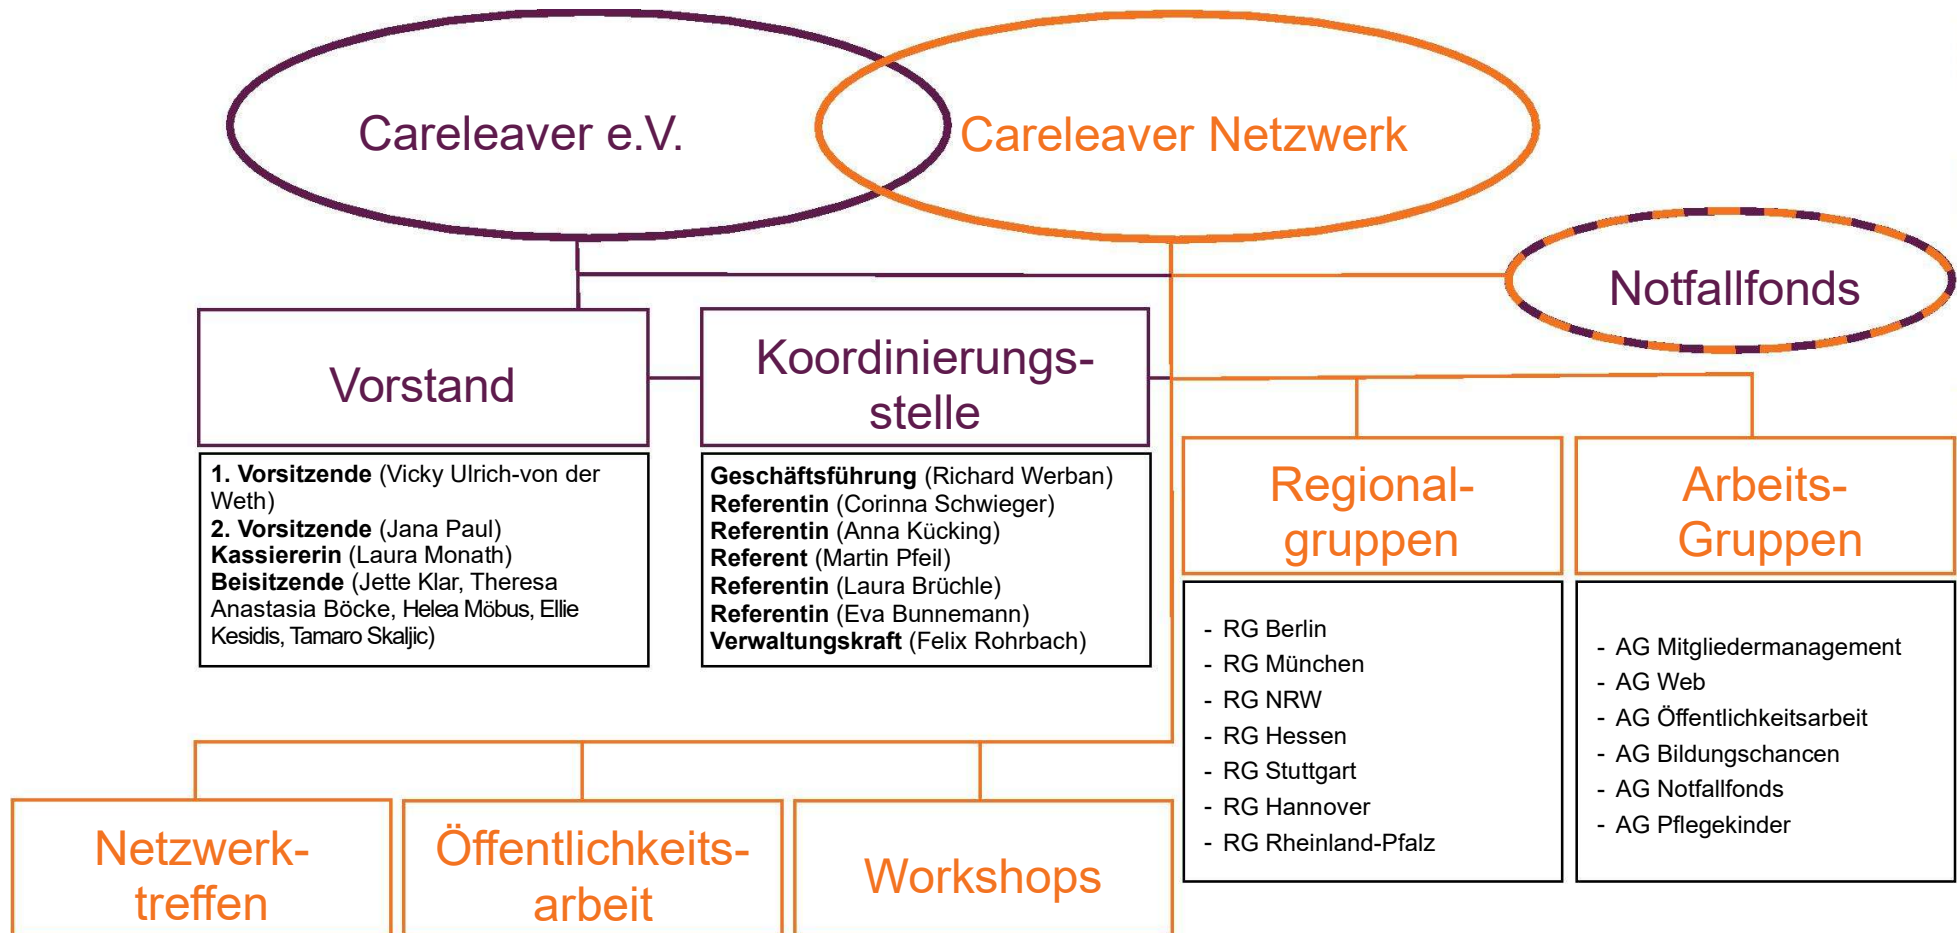 Careleaver e.V.
Careleaver Netzwerk
Notfallfonds
Vorstand
1. Vorsitzende (Vicky Ulrich-von der
Weth)
2. Vorsitzende (Jana Paul)
Kassiererin (Laura Monath)
Beisitzende (Jette Klar, Theresa
Anastasia Böcke, Helea Möbus, Ellie
Kesidis, Tamaro Skaljic)
Koordinierungs-
stelle
Geschäftsführung (Richard Werban)
Referentin (Corinna Schwieger)
Referentin (Anna Kücking)
Referent (Martin Pfeil)
Referentin (Laura Brüchle)
Referentin (Eva Bunnemann)
Verwaltungskraft (Felix Rohrbach)
Regional-
gruppen
- RG Berlin
- RG München
- RG NRW
- RG Hessen
- RG Stuttgart
- RG Hannover
- RG Rheinland-Pfalz
Arbeits-
Gruppen
- AG Mitgliedermanagement
- AG Web
- AG Öffentlichkeitsarbeit
- AG Bildungschancen
- AG Notfallfonds
- AG Pflegekinder
Netzwerk-
treffen
Öffentlichkeits-
arbeit
Workshops